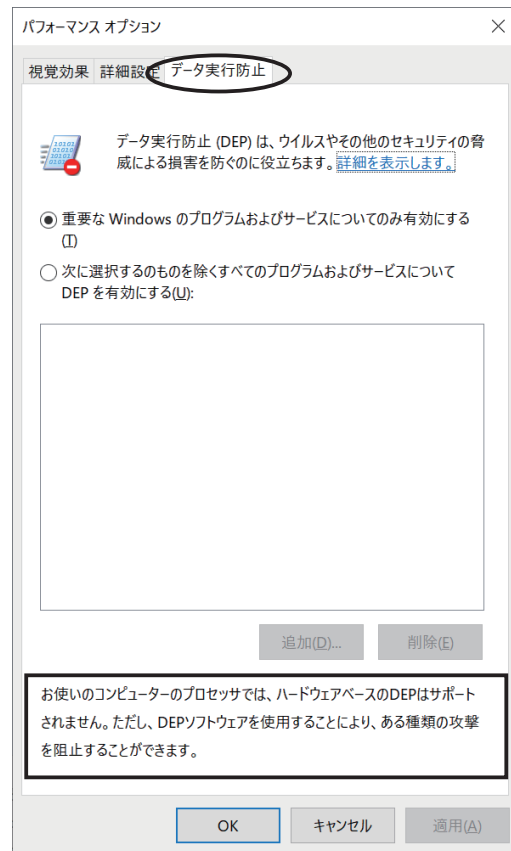 パフォーマンス オプション
視覚効果 詳細設定 データ実行防止
データ実行防止 (DEP) は、ウイルスやその他のセキュリティの脅
威による損害を防ぐのに役立ちます。詳細を表示します。
重要な Windows のプログラムおよびサービスについてのみ有効にする
(T)
次に選択するのものを除くすべてのプログラムおよびサービスについて
DEP を有効にする(U):
追加(D)... 削除(E)
お使いのコンピューターのプロセッサでは、ハードウェアベースのDEPはサポート
されません。ただし、DEPソフトウェアを使用することにより、ある種類の攻撃
を阻止することができます。
OK キャンセル 適用(A)